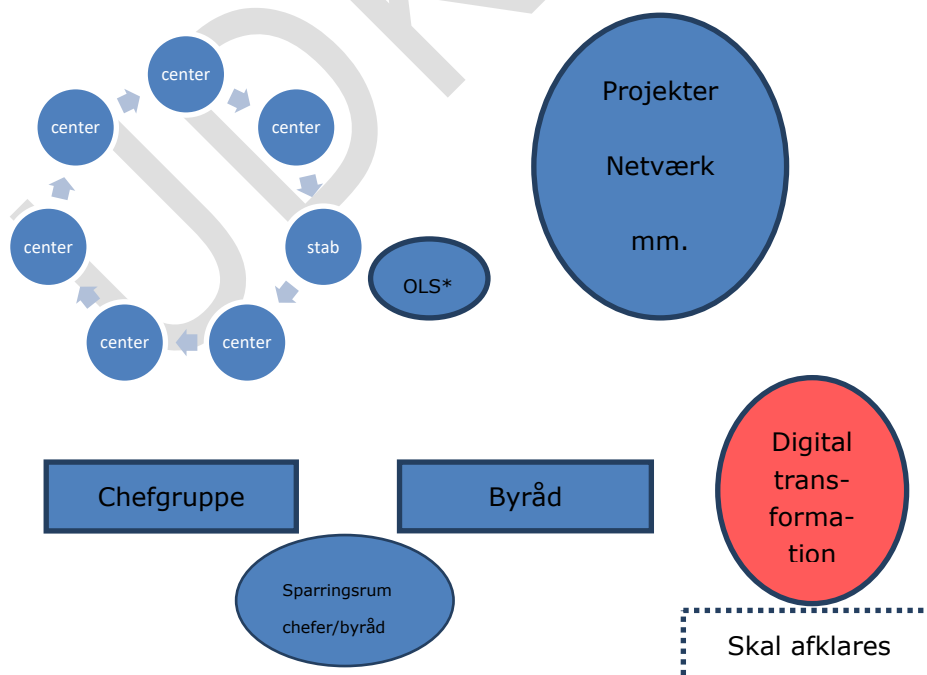 center
center
center
stab
center
center
center
center
OLS*
Projekter
Netværk
mm.
Chefgruppe
Byråd
Sparringsrum
chefer/byråd
Digital
trans-
forma-
tion
Skal afklares